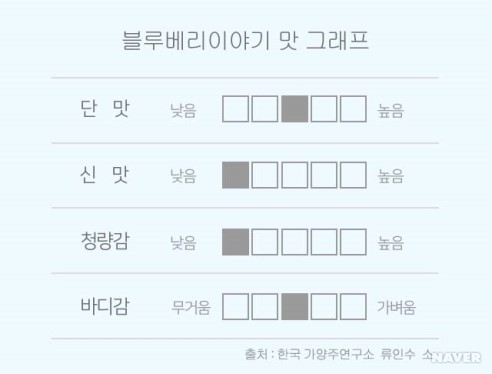 블루베리이야기 맛 그래프
단 맛 낮음 높음
신 맛 낮음 높음
청량감 낮음 높음
바디감 무거움 가벼움
출처 : 한국 가양주연구소 류인수 소
NAVER